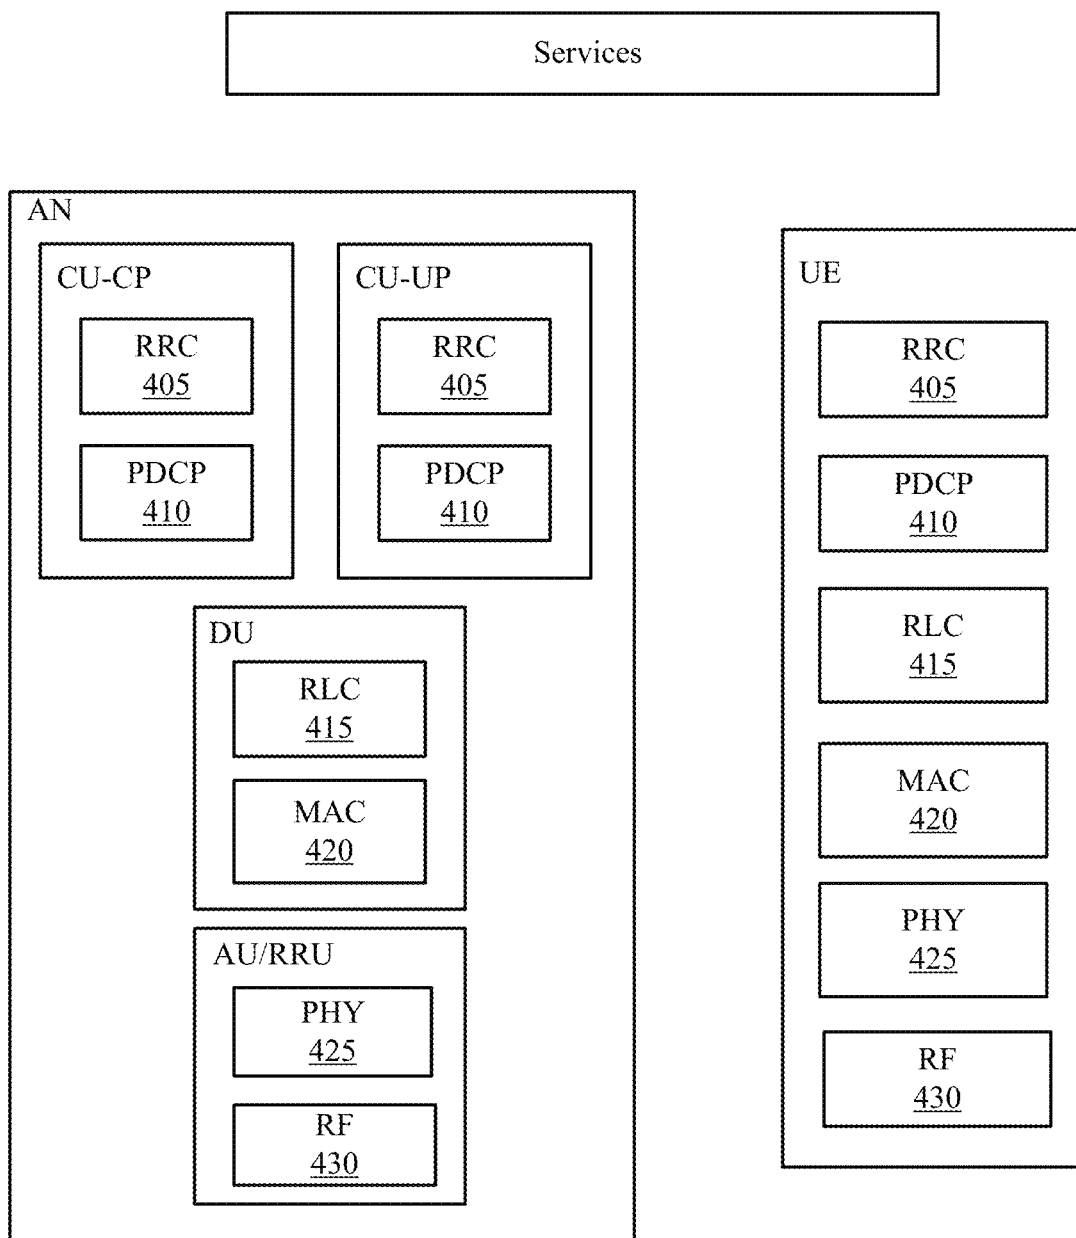 Services
AN
CU-CP
RRC
405
PDCP
410
CU-UP
RRC
405
PDCP
410
DU
RLC
415
MAC
420
AU/RRU
PHY
425
RF
430
UE
RRC
405
PDCP
410
RLC
415
MAC
420
PHY
425
RF
430